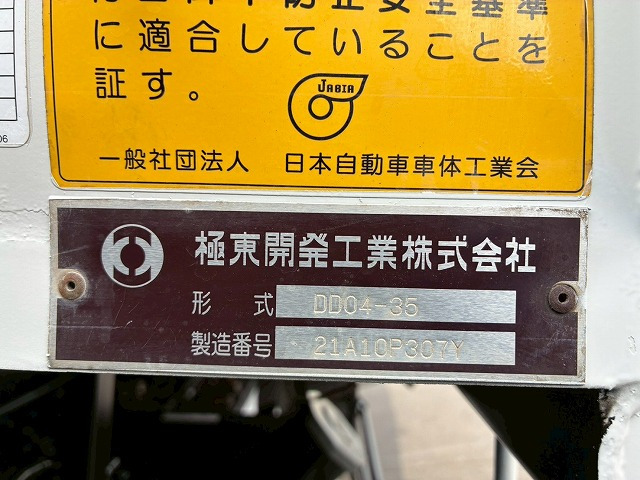 に適合していることを
証す。
JABIA
一般社団法人 日本自動車車体工業会
06
極東開発工業株式会社
形式 DD04-35
製造番号 21A10P307Y